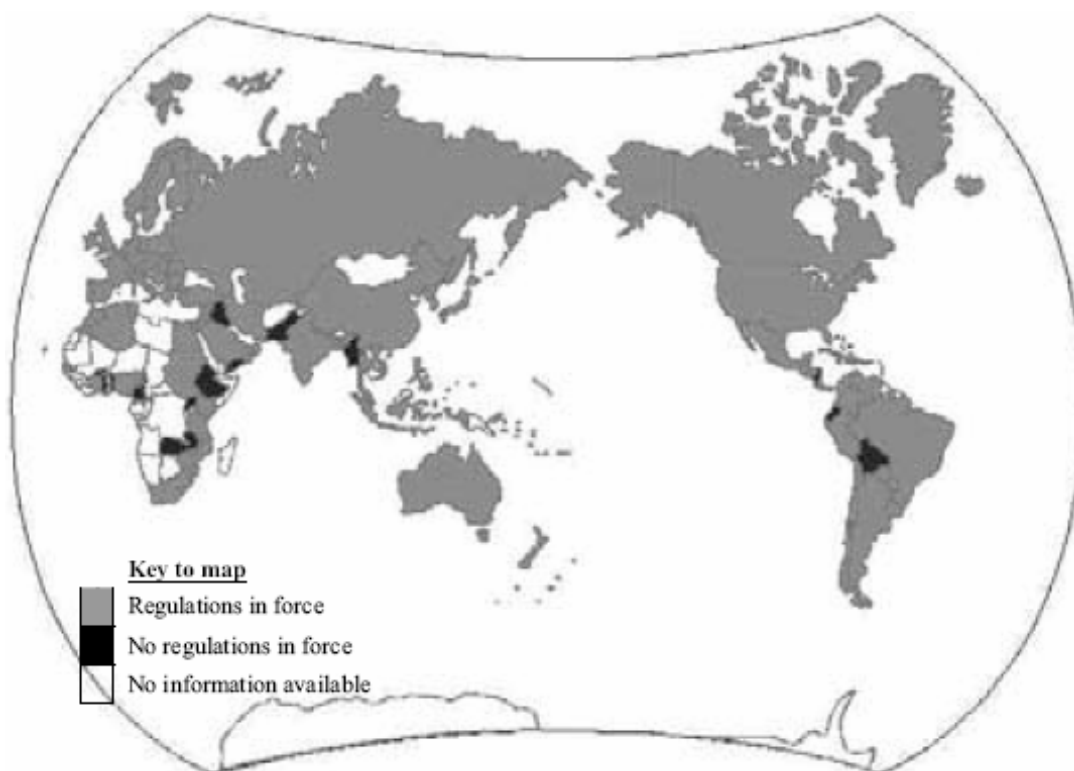 Key to map
Regulations in force
No regulations in force
No information available